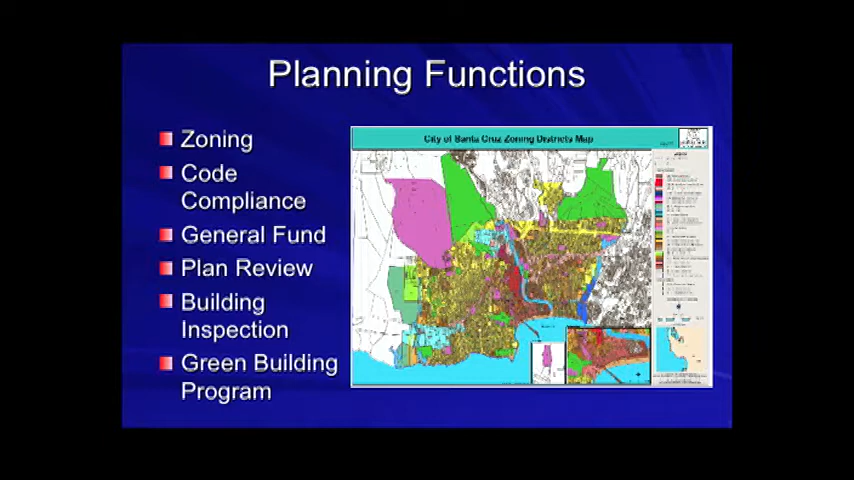 Planning Functions
Zoning
Code
Compliance
General Fund
Plan Review
Building
Inspection
Green Building
Program
City of Santa Cruz Zoning Districts Map